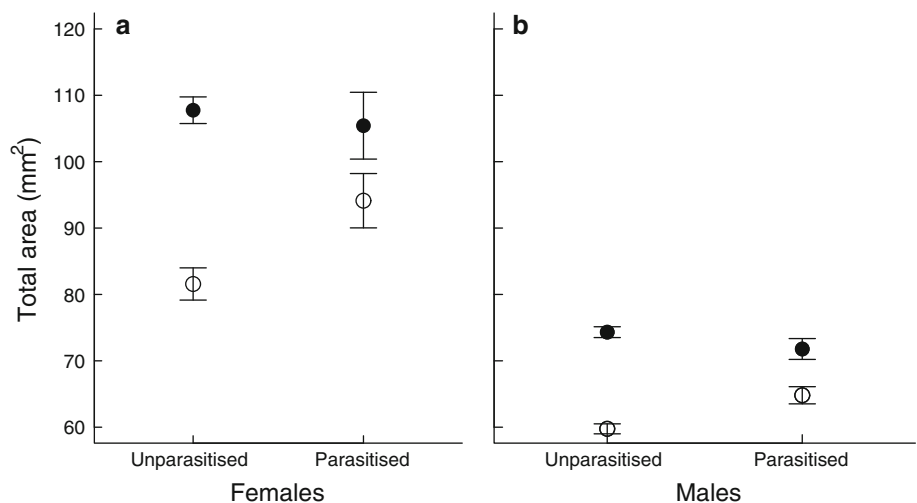 a
b
120
110
100
90
80
70
60
Total area (mm²)
Unparasitised Parasitised
Females
Unparasitised Parasitised
Males